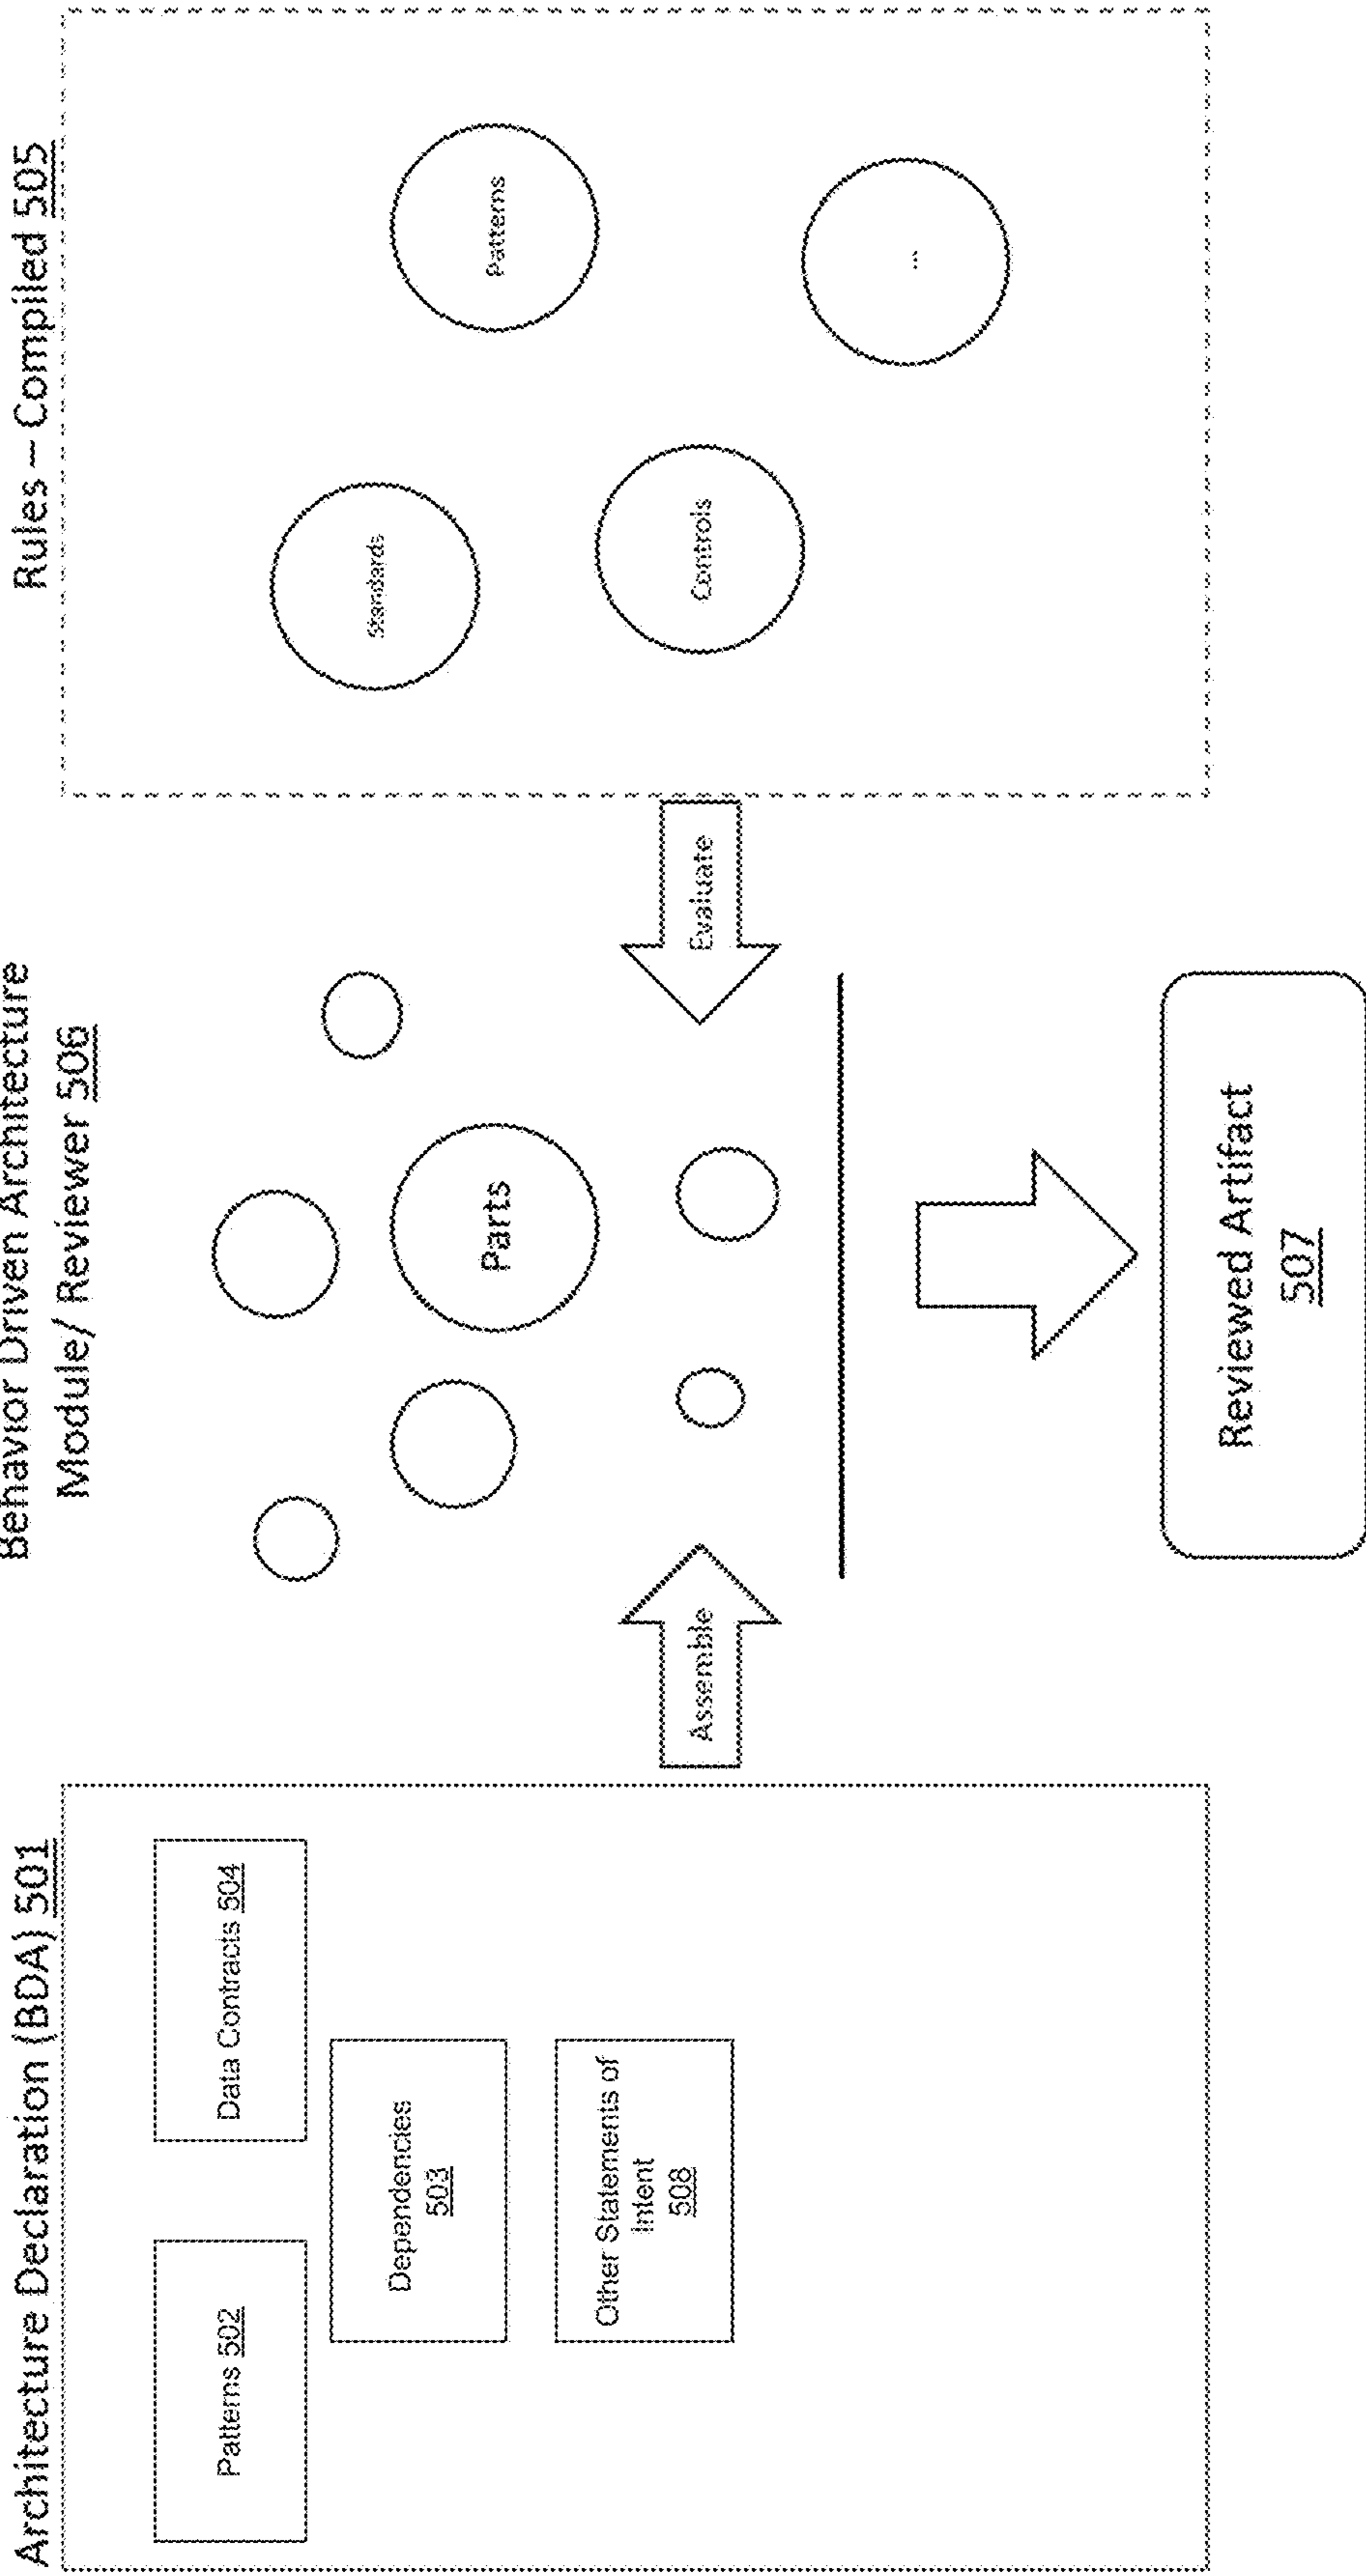 Architecture Declaration (BDA) 501
Patterns 502
Data Contracts 504
Dependencies
503
Other Statements of
Intent
508
Assemble
Behavior Driven Architecture
Module/ Reviewer 506
Parts
Evaluate
Reviewed Artifact
507
Rules – Compiled 505
Standards
Patterns
Controls
...